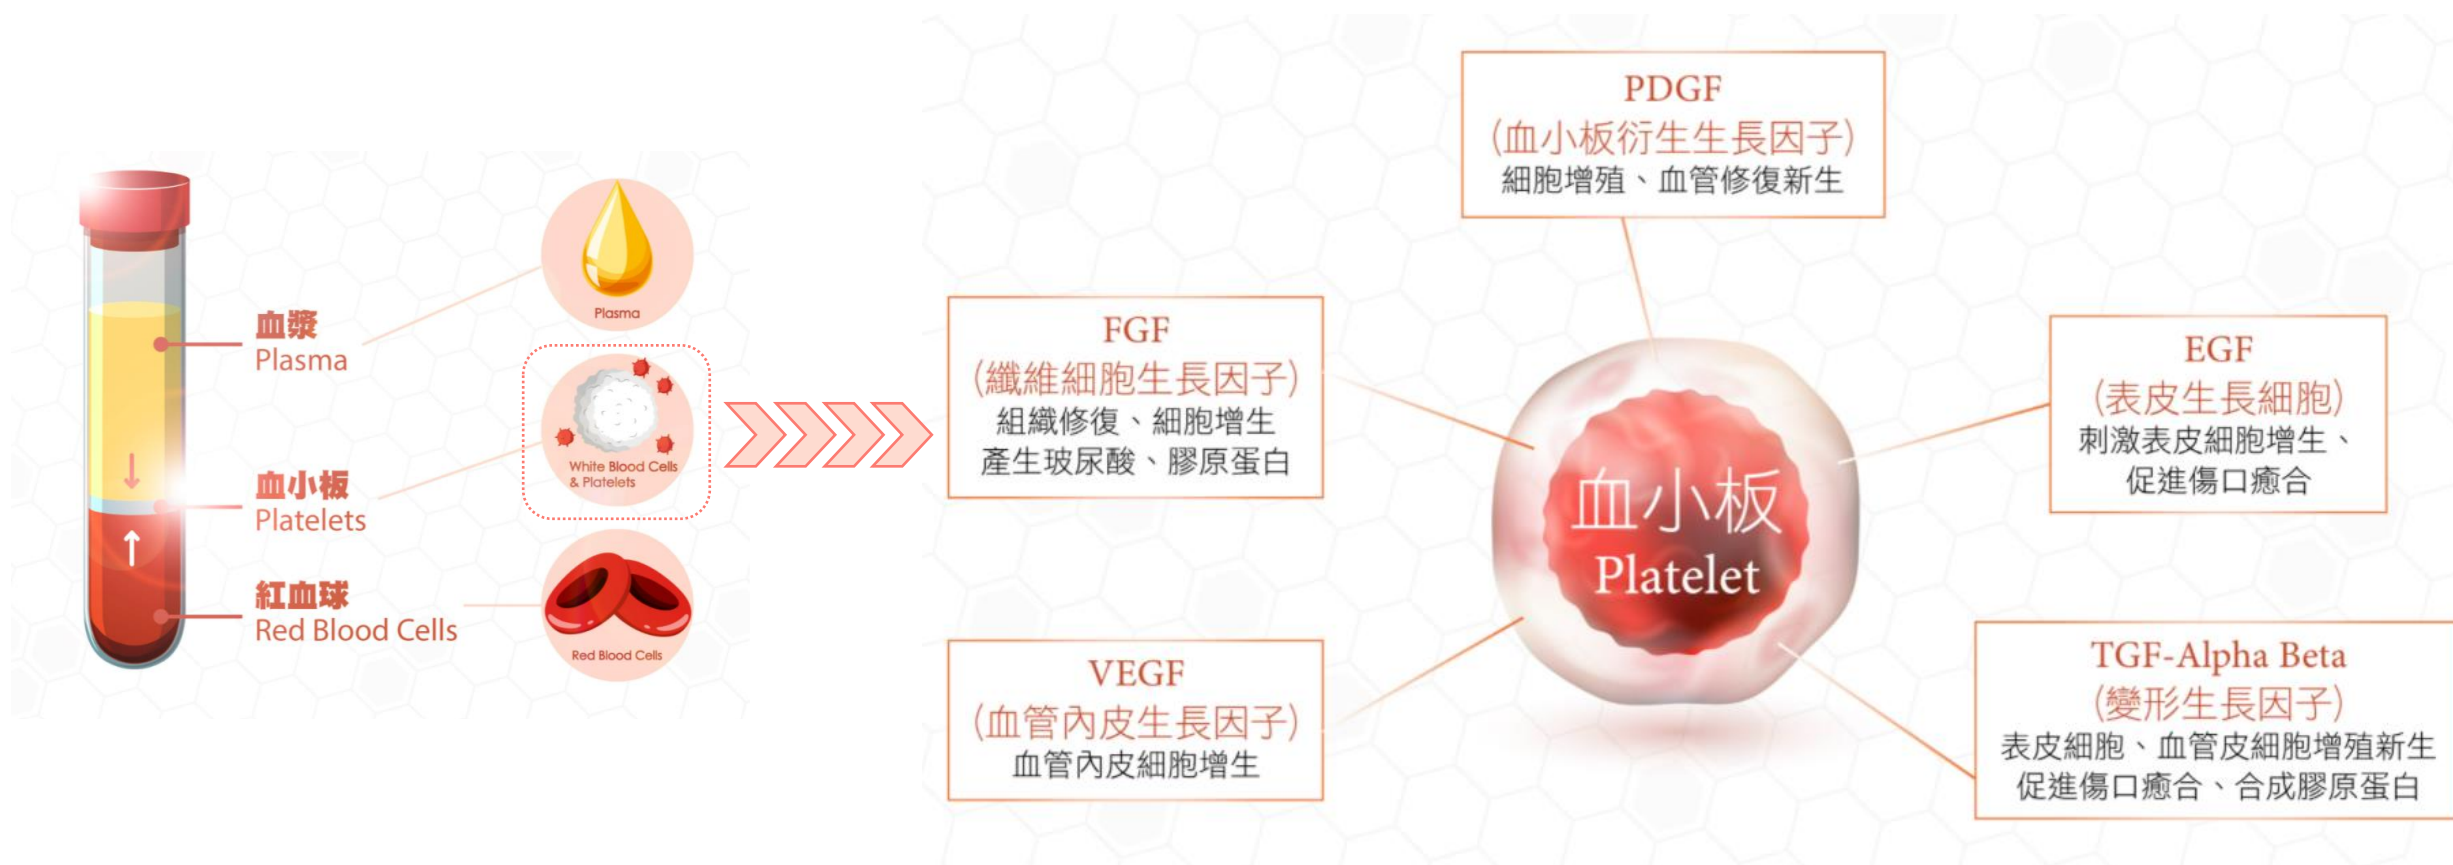 血漿
Plasma
血小板
Platelets
紅血球
Red Blood Cells
Plasma
White Blood Cells
& Platelets
Red Blood Cells
PDGF
(血小板衍生生長因子)
細胞增殖、血管修復新生
FGF
(纖維細胞生長因子)
組織修復、細胞增生
產生玻尿酸、膠原蛋白
EGF
(表皮生長細胞)
刺激表皮細胞增生、
促進傷口癒合
血小板
Platelet
VEGF
(血管內皮生長因子)
血管內皮細胞增生
TGF-Alpha Beta
(變形生長因子)
表皮細胞、血管皮細胞增殖新生
促進傷口癒合、合成膠原蛋白